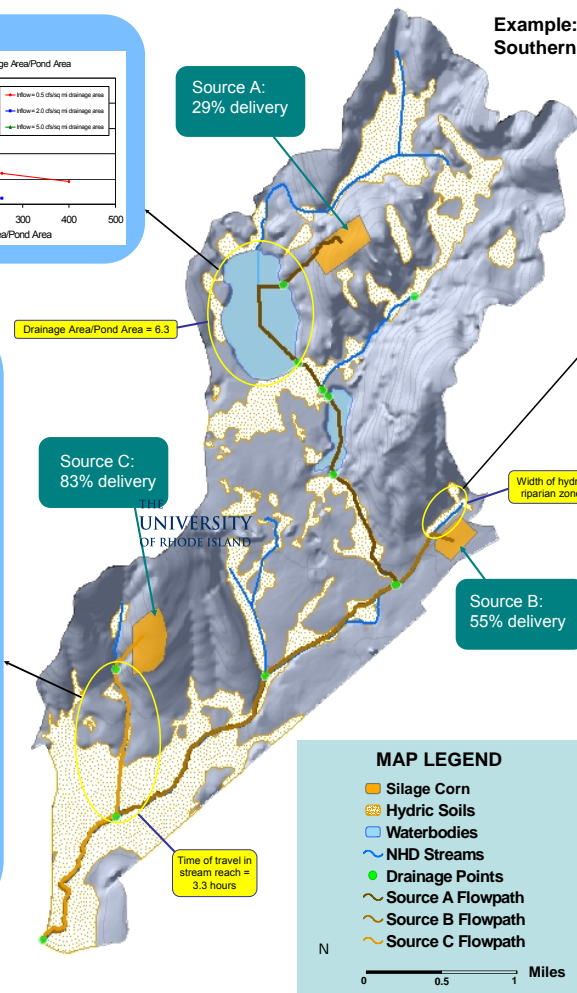 Example:
Southern
ge Area/Pond Area
Inflow = 0.5 cfs/sq mi drainage area
Inflow = 2.0 cfs/sq mi drainage area
Inflow = 5.0 cfs/sq mi drainage area
300 400 500
ea/Pond Area
Source A:
29% delivery
Drainage Area/Pond Area = 6.3
Source C:
83% delivery
THE
UNIVERSITY
OF RHODE ISLAND
Width of hydr
riparian zone
Source B:
55% delivery
Time of travel in
stream reach =
3.3 hours
MAP LEGEND
Silage Corn
Hydric Soils
Waterbodies
NHD Streams
Drainage Points
Source A Flowpath
Source B Flowpath
Source C Flowpath
N
0 0.5 1 Miles